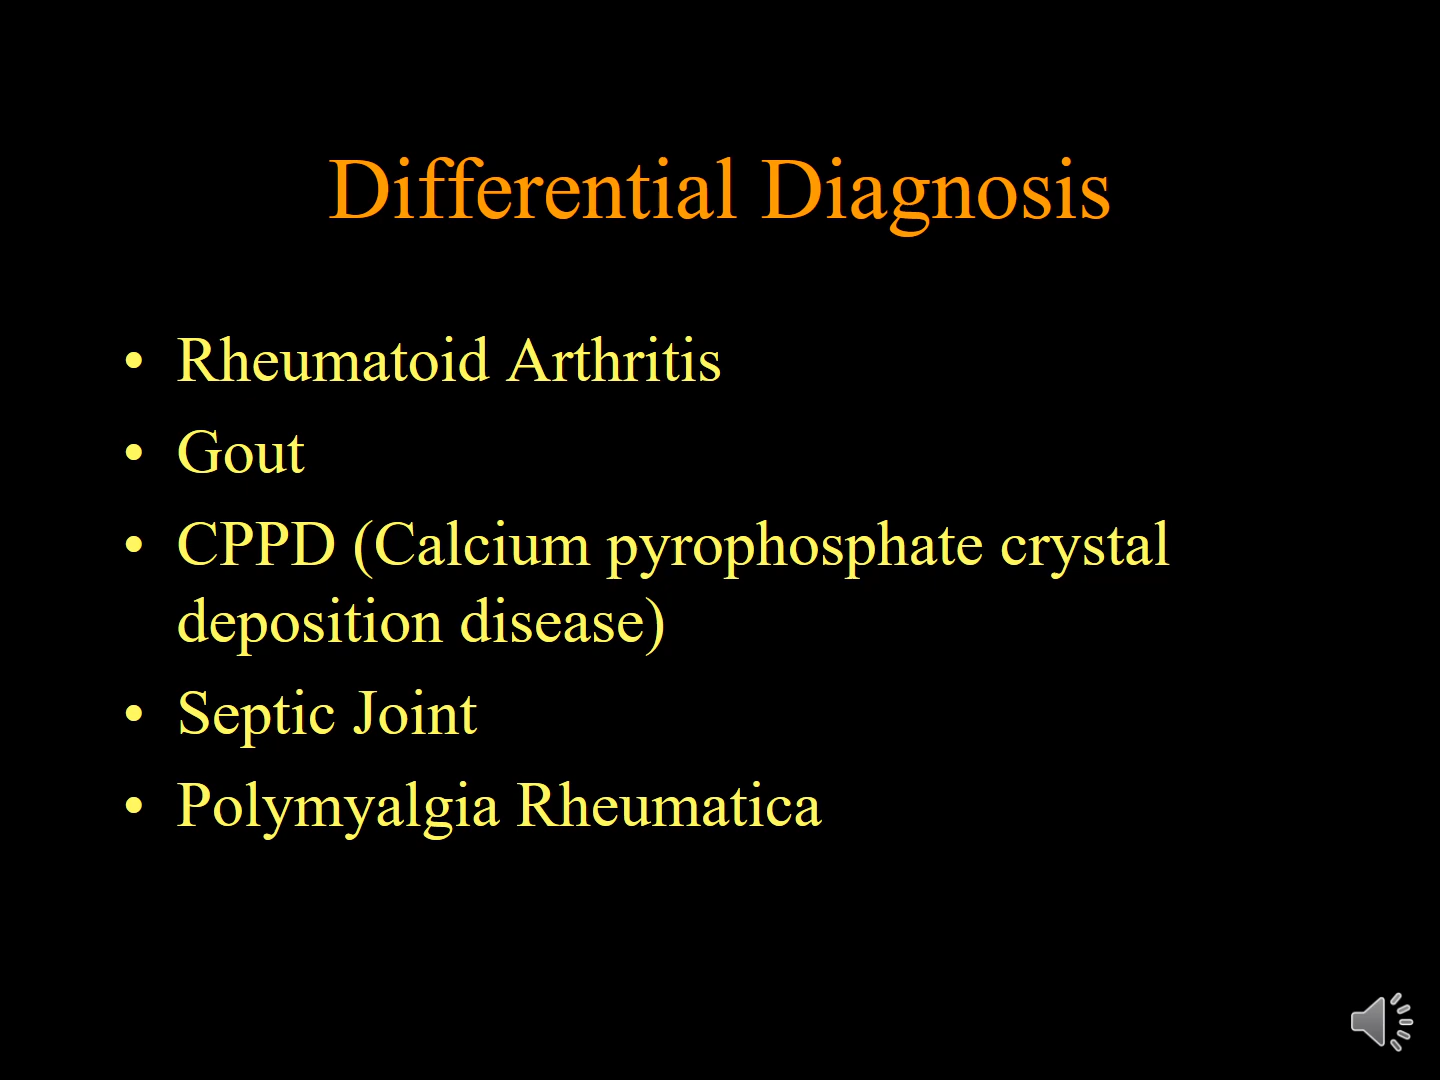 Differential Diagnosis
• Rheumatoid Arthritis
• Gout
• CPPD (Calcium pyrophosphate crystal
deposition disease)
• Septic Joint
• Polymyalgia Rheumatica